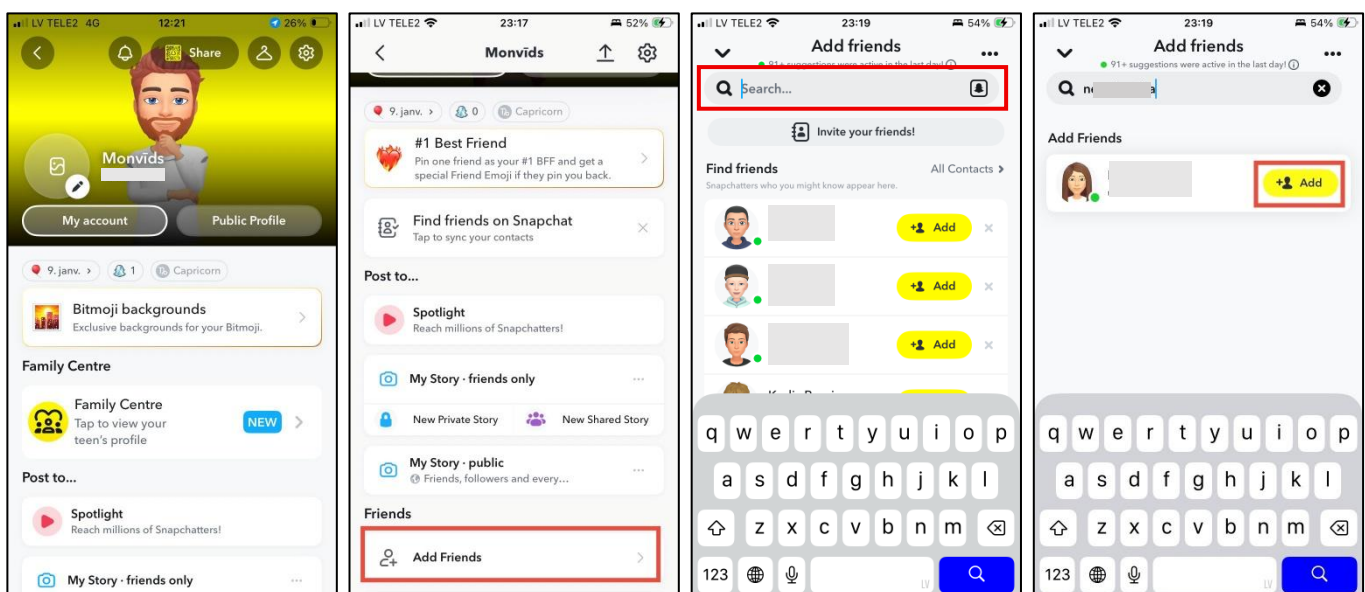 LV TELE2 4G 12:21 26%
Share
Monvīds
My account Public Profile
9. janv. > 1 Capricorn
Bitmoji backgrounds
Exclusive backgrounds for your Bitmoji.
Family Centre
Family Centre
Tap to view your
teen's profile
NEW
Post to...
Spotlight
Reach millions of Snapchatters!
My Story · friends only
LV TELE2 23:17 52%
Monvīds
9. janv. > 0 Capricorn
#1 Best Friend
Pin one friend as your #1 BFF and get a
special Friend Emoji if they pin you back.
Find friends on Snapchat
Tap to sync your contacts
Post to...
Spotlight
Reach millions of Snapchatters!
My Story · friends only
New Private Story New Shared Story
My Story · public
Friends, followers and every...
Friends
Add Friends
LV TELE2 23:19 54%
Add friends
91+ suggestions were active in the last day!
Search...
Invite your friends!
Find friends All Contacts >
Snapchatters who you might know appear here.
Add
Add
Add
q w e r t y u i o p
a s d f g h j k l
z x c v b n m
123 LV
LV TELE2 23:19 54%
Add friends
91+ suggestions were active in the last day!
Add Friends
Add
q w e r t y u i o p
a s d f g h j k l
z x c v b n m
123 LV